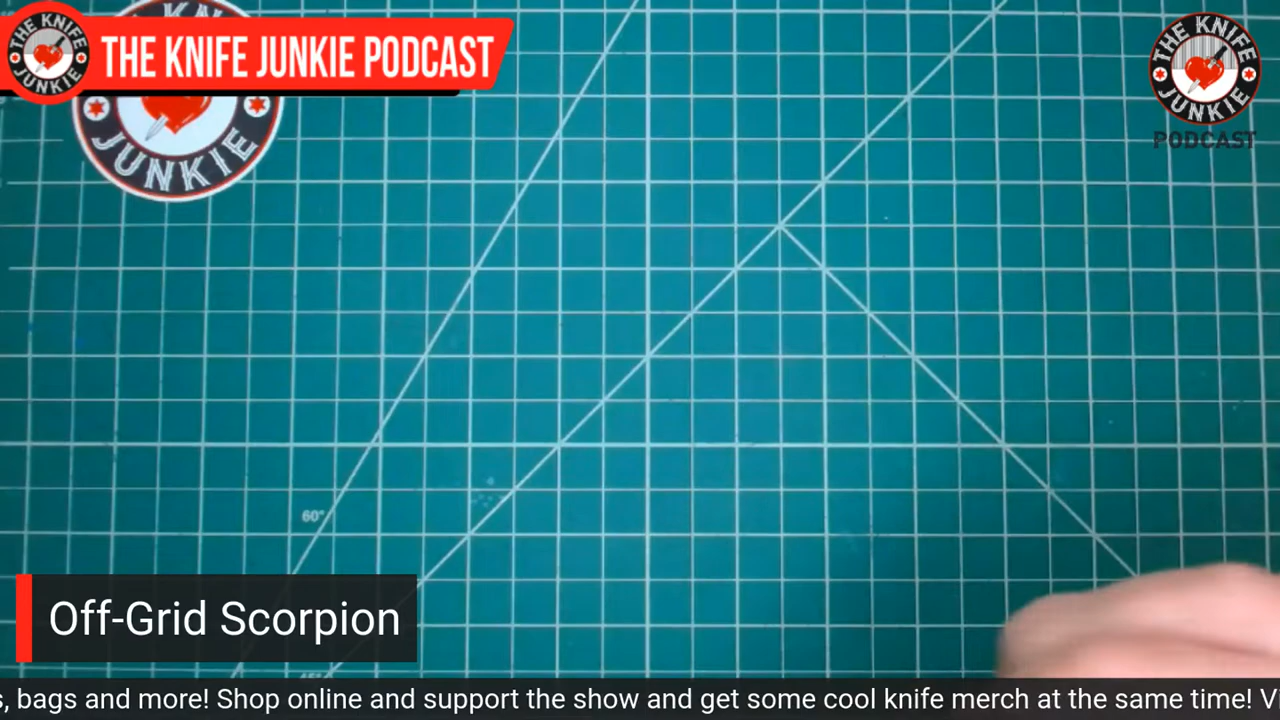 THE KNIFE JUNKIE
THE KNIFE JUNKIE PODCAST
THE KNIFE
JUNKIE
PODCAST
JUNKIE
60°
Off-Grid Scorpion
s, bags and more! Shop online and support the show and get some cool knife merch at the same time! V